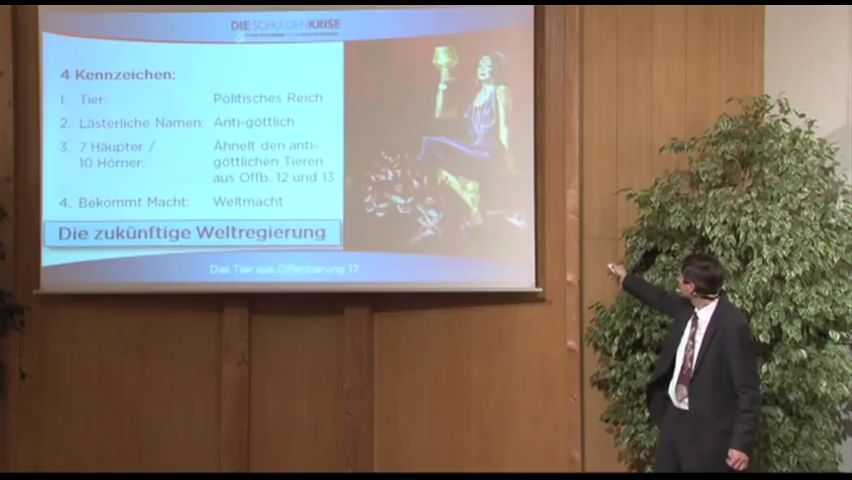 DIE SCHULDENKRISE
4 Kennzeichen:
1. Tier: Politisches Reich
2. Lästerliche Namen: Anti-göttlich
3. 7 Häupter / Ähnelt den anti-
10 Hörner: göttlichen Tieren
aus Offb. 12 und 13
4. Bekommt Macht: Weltmacht
Die zukünftige Weltregierung
Das Tier aus Offenbarung 17